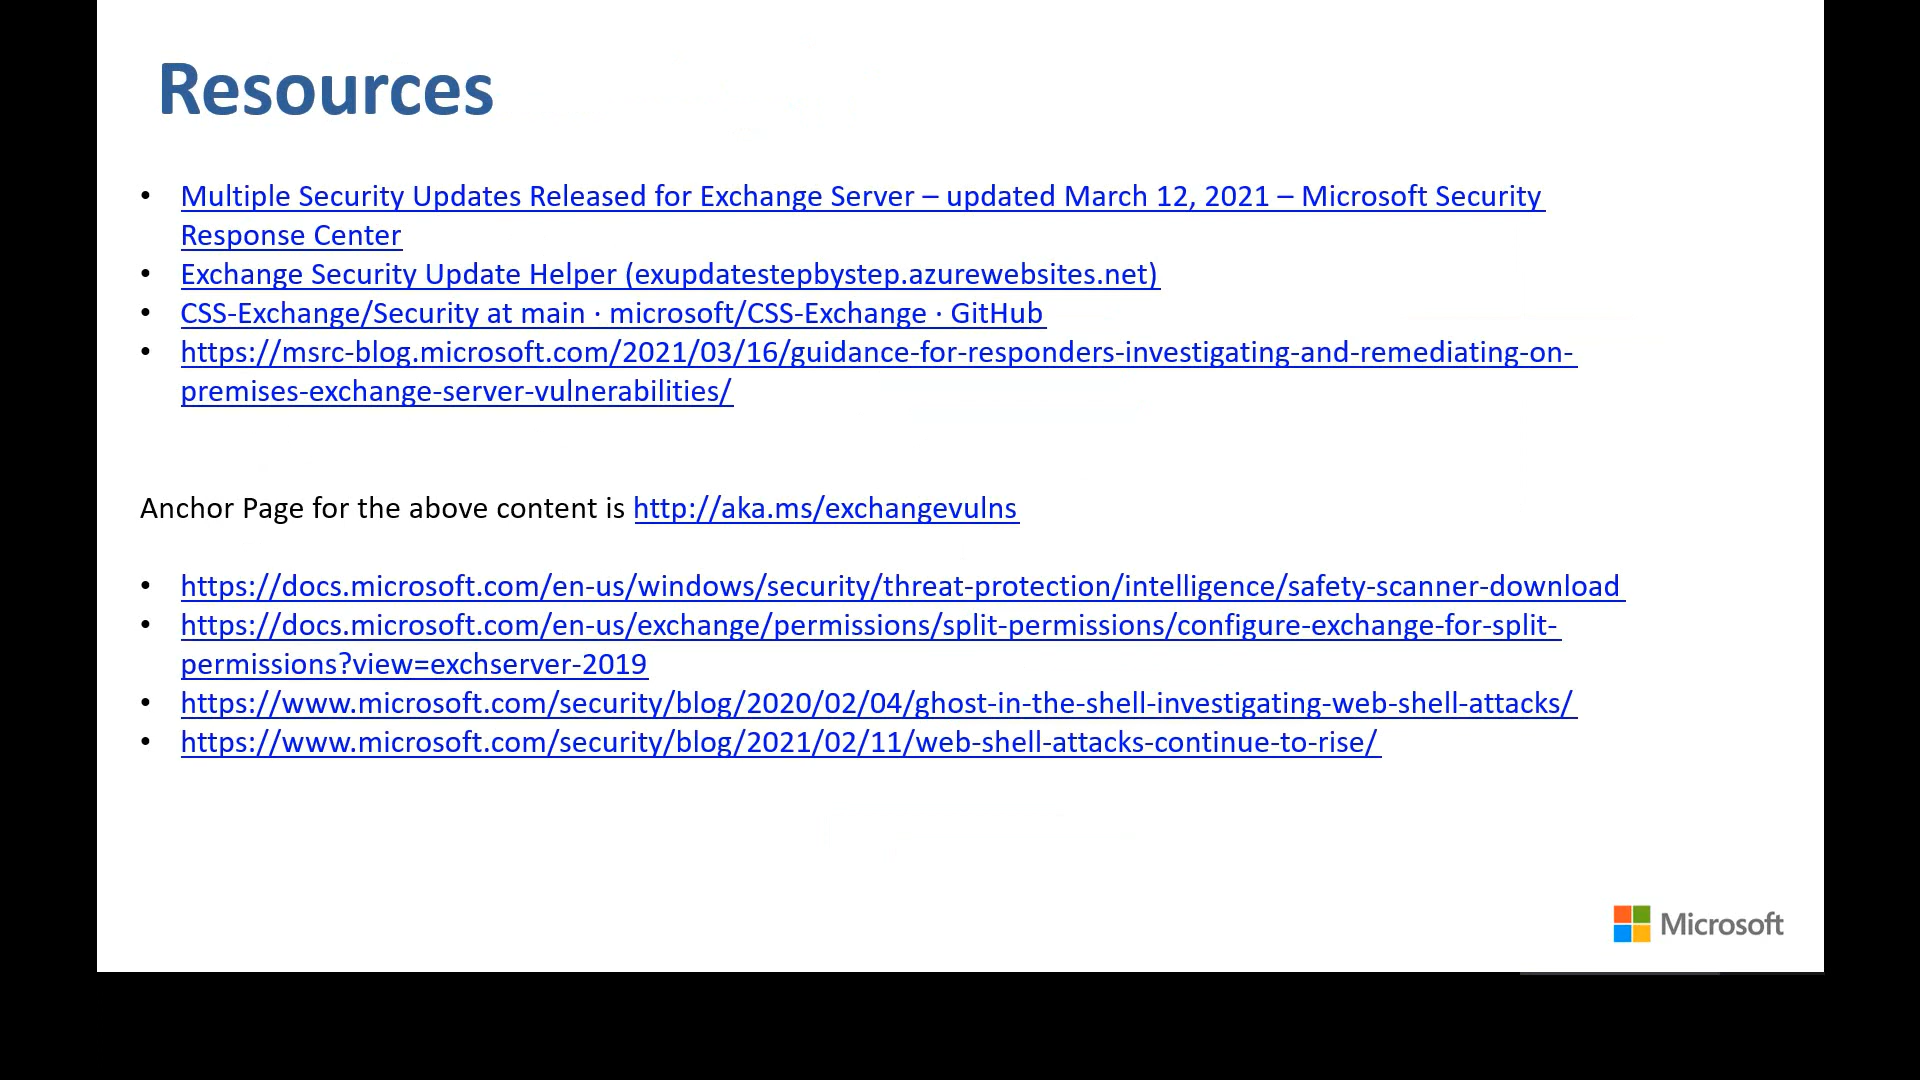 Resources
• Multiple Security Updates Released for Exchange Server – updated March 12, 2021 – Microsoft Security
Response Center
• Exchange Security Update Helper (exupdatestepbystep.azurewebsites.net)
• CSS-Exchange/Security at main · microsoft/CSS-Exchange · GitHub
• https://msrc-blog.microsoft.com/2021/03/16/guidance-for-responders-investigating-and-remediating-on-
premises-exchange-server-vulnerabilities/
Anchor Page for the above content is http://aka.ms/exchangevulns
• https://docs.microsoft.com/en-us/windows/security/threat-protection/intelligence/safety-scanner-download
• https://docs.microsoft.com/en-us/exchange/permissions/split-permissions/configure-exchange-for-split-
permissions?view=exchserver-2019
• https://www.microsoft.com/security/blog/2020/02/04/ghost-in-the-shell-investigating-web-shell-attacks/
• https://www.microsoft.com/security/blog/2021/02/11/web-shell-attacks-continue-to-rise/
Microsoft